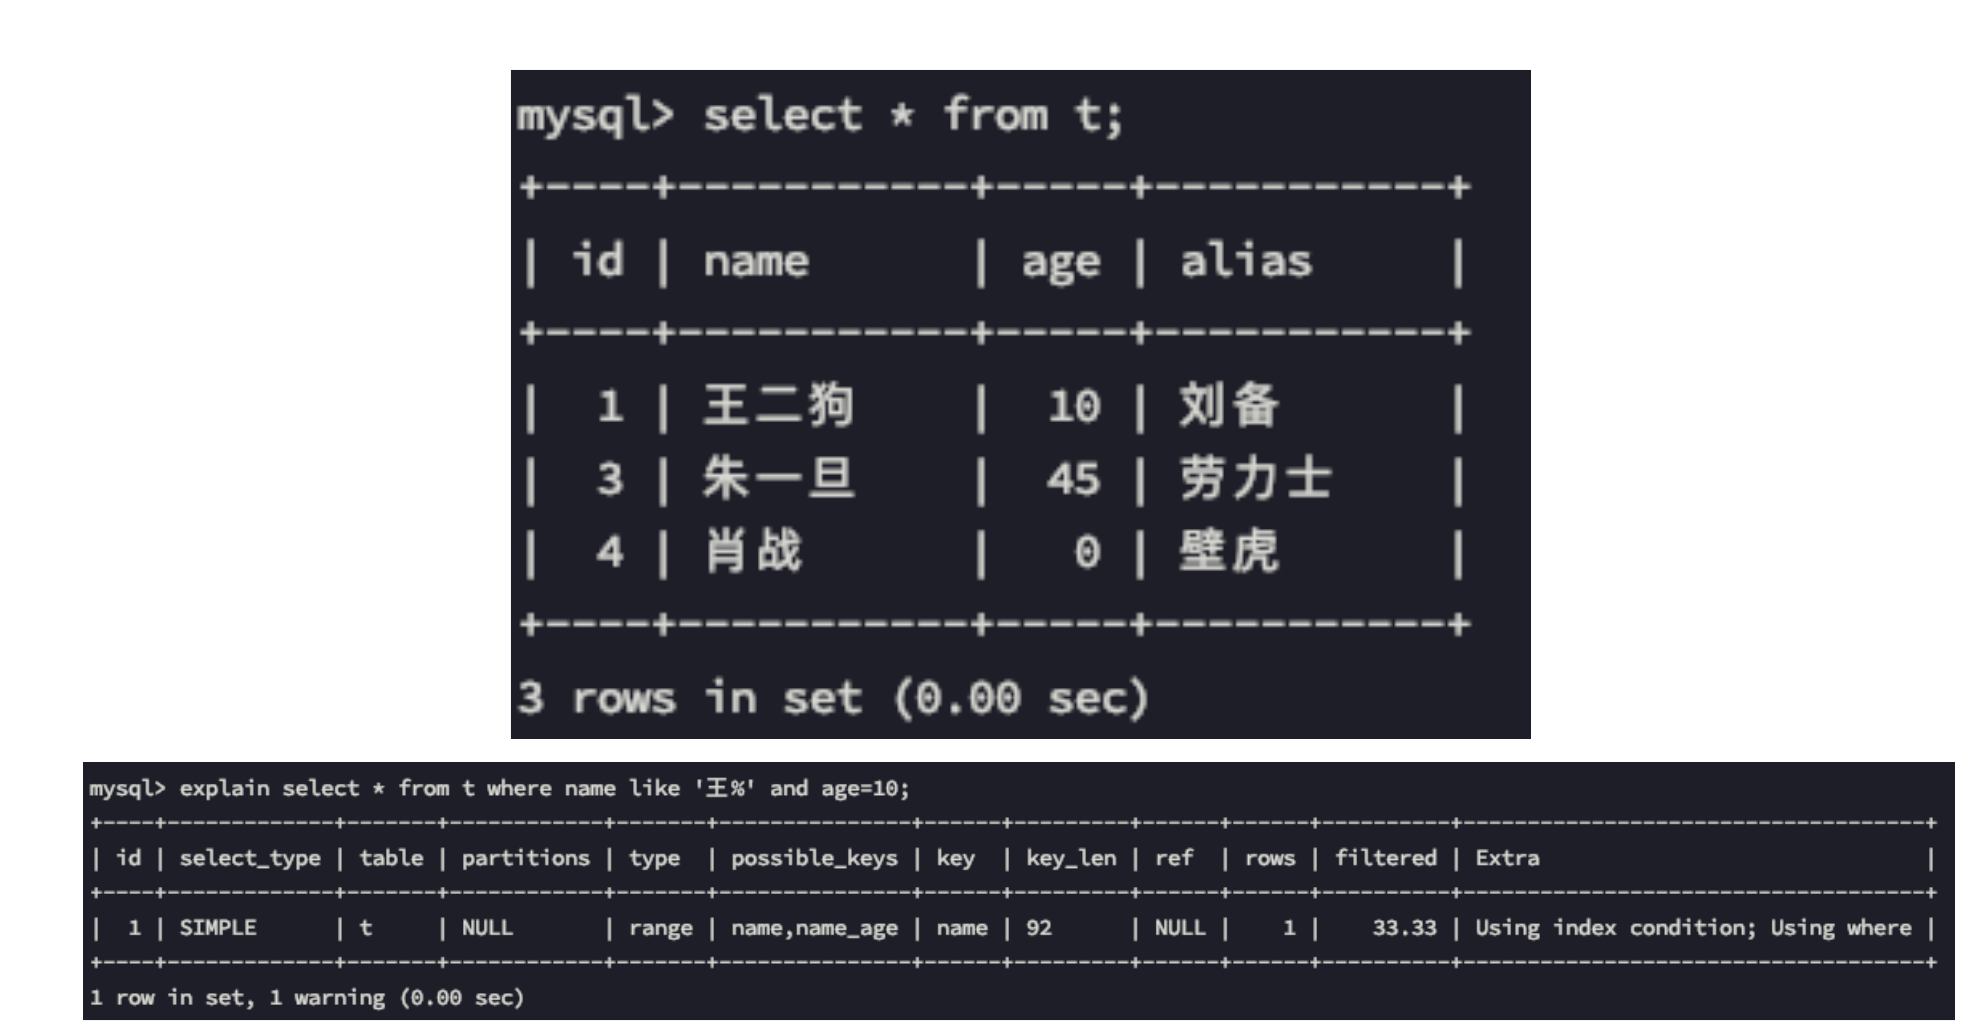 mysql> select * from t;
+----+-----------+-----+-----------+
| id | name | age | alias |
+----+-----------+-----+-----------+
| 1 | 王二狗 | 10 | 刘备 |
| 3 | 朱一旦 | 45 | 劳力士 |
| 4 | 肖战 | 0 | 壁虎 |
+----+-----------+-----+-----------+
3 rows in set (0.00 sec)
mysql> explain select * from t where name like '王%' and age=10;
+----+-------------+-------+------------+-------+---------------+------+---------+------+------+----------+------------------------------------+
| id | select_type | table | partitions | type | possible_keys | key | key_len | ref | rows | filtered | Extra |
+----+-------------+-------+------------+-------+---------------+------+---------+------+------+----------+------------------------------------+
| 1 | SIMPLE | t | NULL | range | name,name_age | name | 92 | NULL | 1 | 33.33 | Using index condition; Using where |
+----+-------------+-------+------------+-------+---------------+------+---------+------+------+----------+------------------------------------+
1 row in set, 1 warning (0.00 sec)